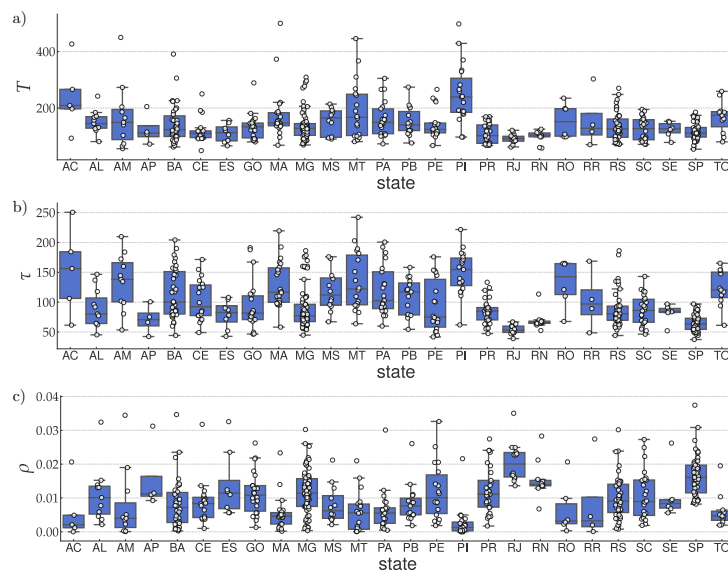 a)
400
200
T
AC AL AM AP BA CE ES GO MA MG MS MT PA PB PE PI PR RJ RN RO RR RS SC SE SP TO
state
b)
250
200
150
100
50
τ
AC AL AM AP BA CE ES GO MA MG MS MT PA PB PE PI PR RJ RN RO RR RS SC SE SP TO
state
c)
0.04
0.03
0.02
0.01
0.00
ρ
AC AL AM AP BA CE ES GO MA MG MS MT PA PB PE PI PR RJ RN RO RR RS SC SE SP TO
state